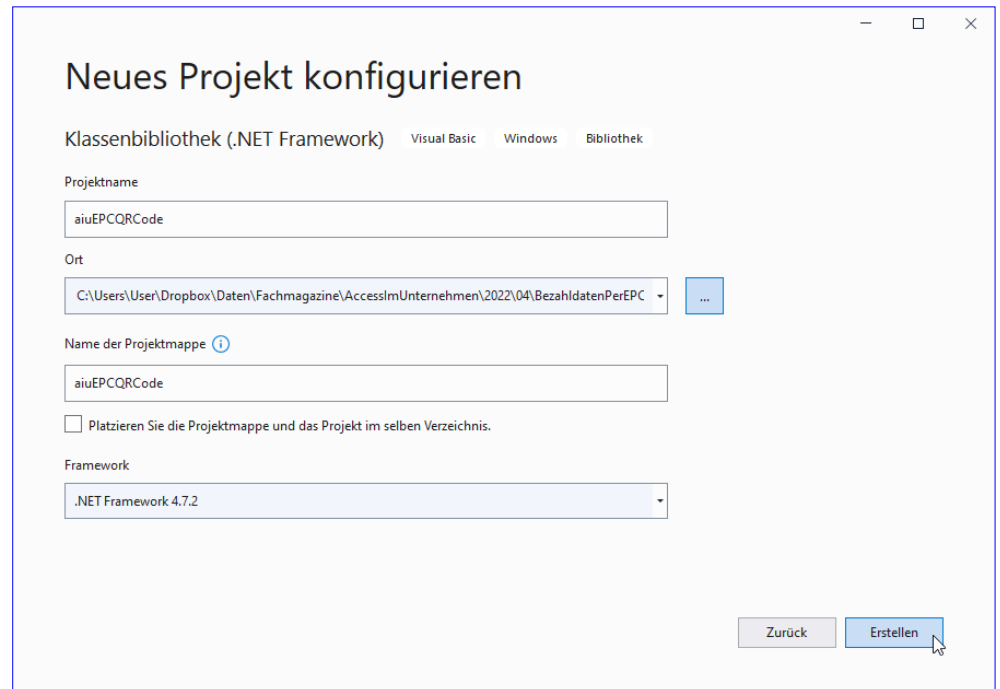 Neues Projekt konfigurieren
Klassenbibliothek (.NET Framework) Visual Basic Windows Bibliothek
Projektname
aiuEPCQRCode
Ort
C:\Users\User\Dropbox\Daten\Fachmagazine\AccessImUnternehmen\2022\04\BezahldatenPerEPC
...
Name der Projektmappe
aiuEPCQRCode
Platzieren Sie die Projektmappe und das Projekt im selben Verzeichnis.
Framework
.NET Framework 4.7.2
Zurück Erstellen